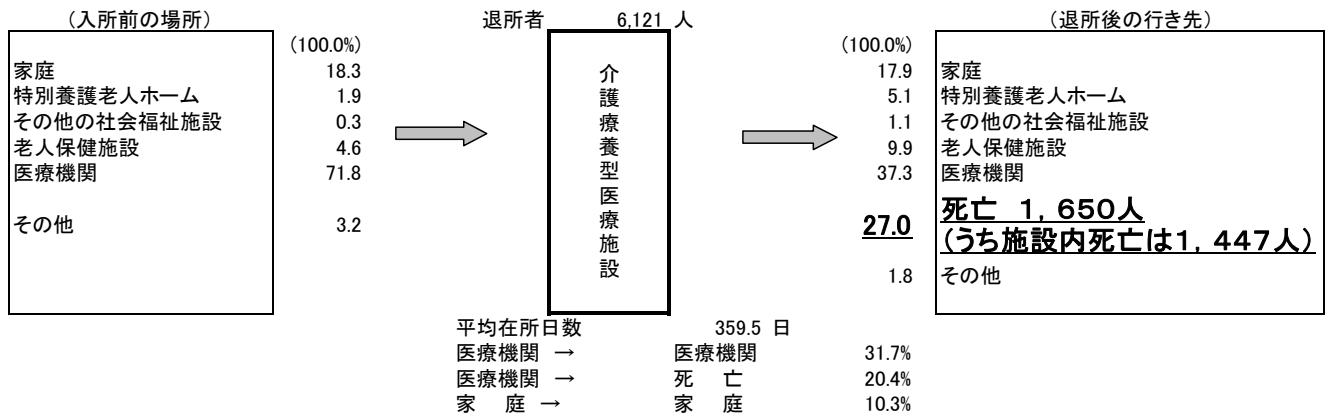 （入所前の場所）
退所者 6,121 人
（退所後の行き先）
(100.0%)
家庭 18.3
特別養護老人ホーム 1.9
その他の社会福祉施設 0.3
老人保健施設 4.6
医療機関 71.8
その他 3.2
介護療養型医療施設
(100.0%)
17.9 家庭
5.1 特別養護老人ホーム
1.1 その他の社会福祉施設
9.9 老人保健施設
37.3 医療機関
27.0 死亡 1，650人
(うち施設内死亡は1，447人)
1.8 その他
平均在所日数 359.5 日
医療機関 → 医療機関 31.7%
医療機関 → 死 亡 20.4%
家 庭 → 家 庭 10.3%